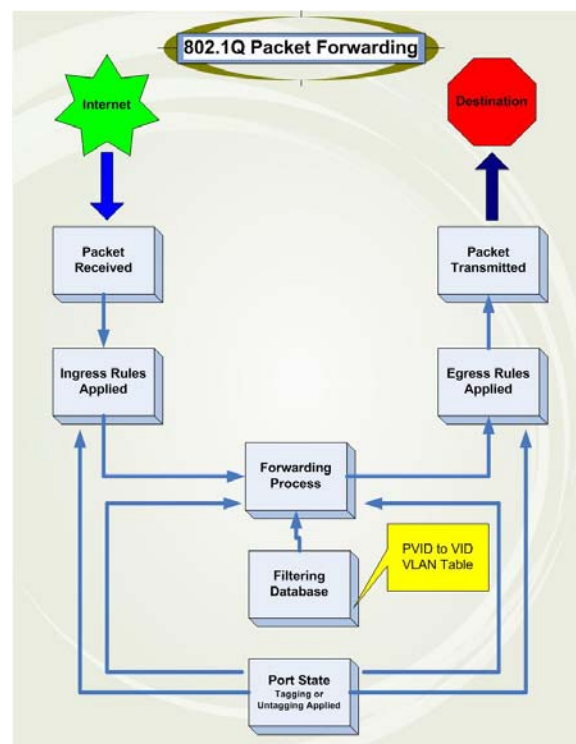 802.1Q Packet Forwarding
Internet
Destination
Packet
Received
Packet
Transmitted
Ingress Rules
Applied
Egress Rules
Applied
Forwarding
Process
PVID to VID
VLAN Table
Filtering
Database
Port State
Tagging or
Untagging Applied